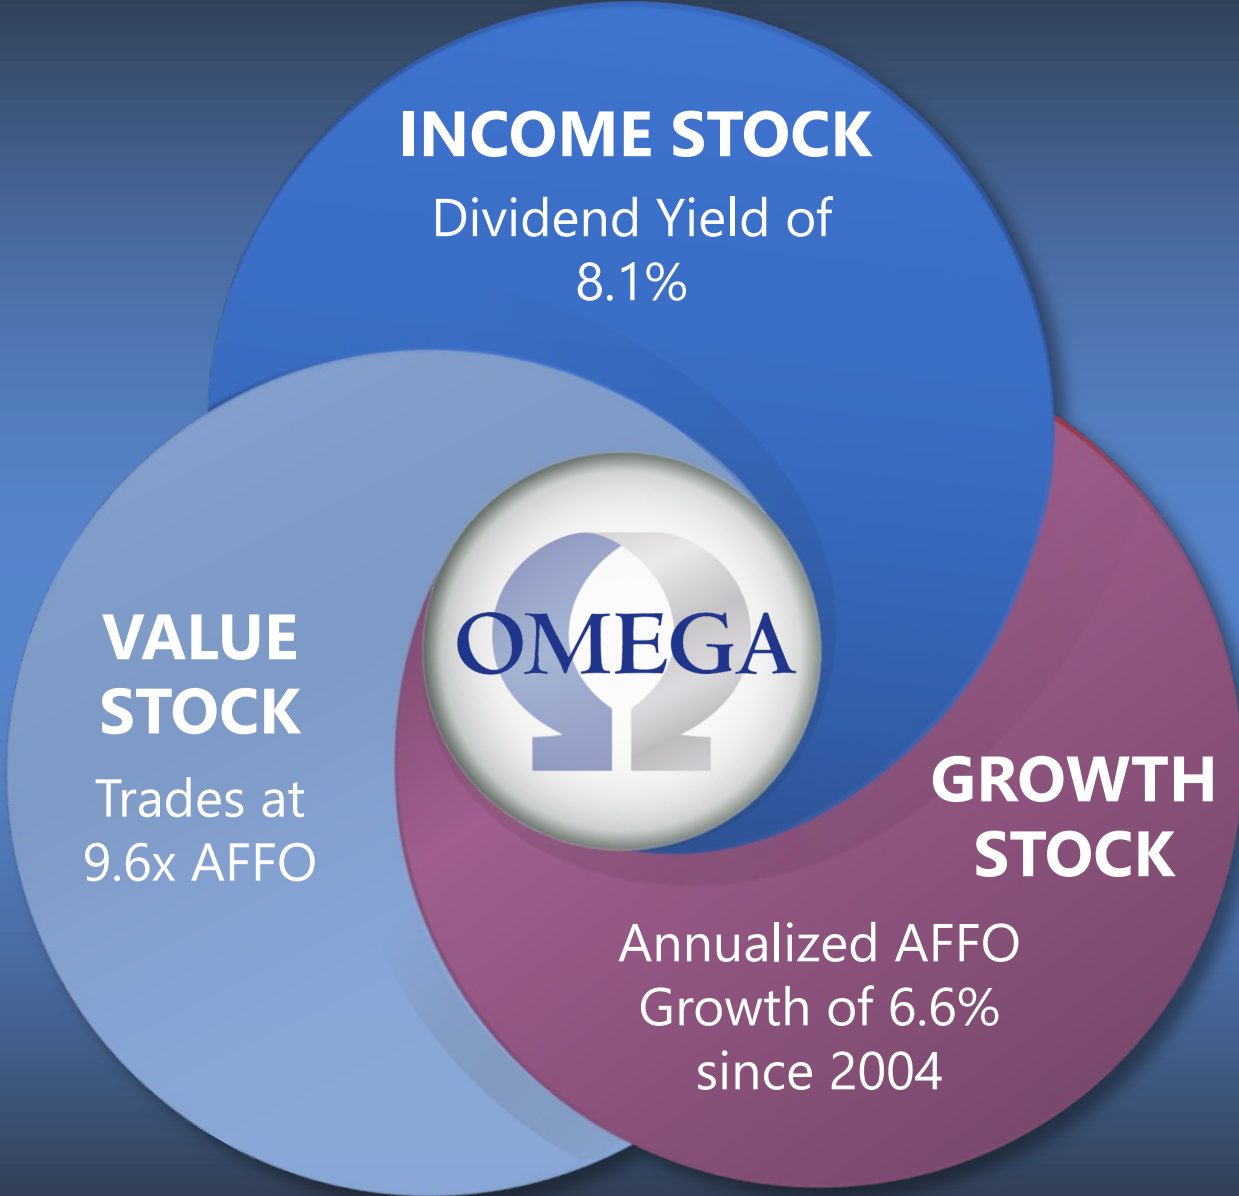 INCOME STOCK
Dividend Yield of
8.1%
OMEGA
VALUE
STOCK
Trades at
9.6x AFFO
GROWTH
STOCK
Annualized AFFO
Growth of 6.6%
since 2004